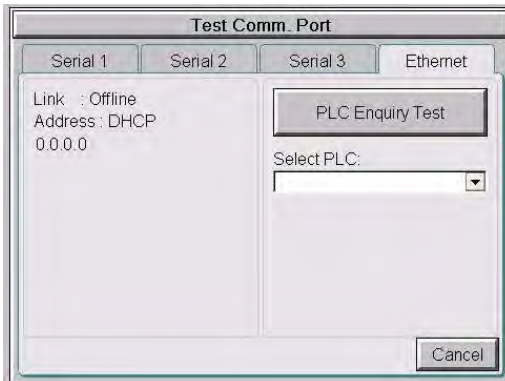 Test Comm. Port
Serial 1
Serial 2
Serial 3
Ethernet
Link : Offline
Address : DHCP
0.0.0.0
PLC Enquiry Test
Select PLC:
Cancel